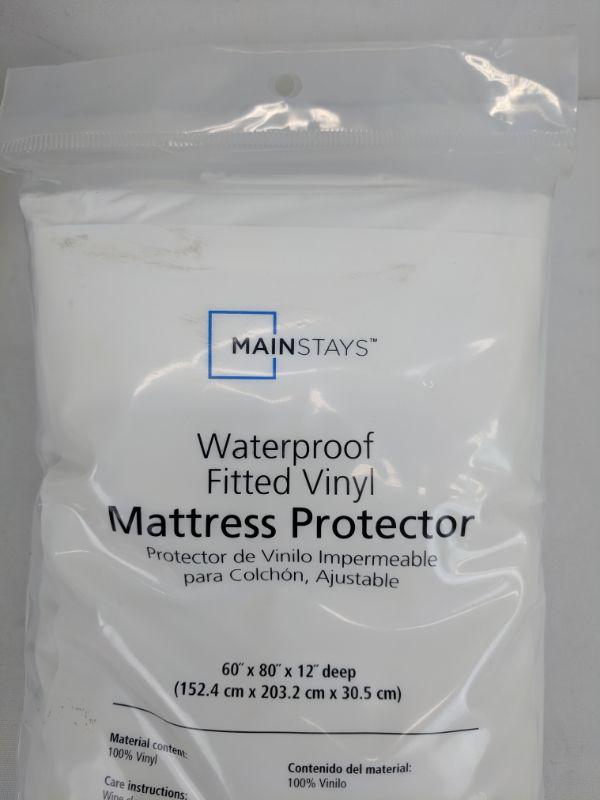 MAINSTAYS™
Waterproof
Fitted Vinyl
Mattress Protector
Protector de Vinilo Impermeable
para Colchón, Ajustable
60″ x 80″ x 12″ deep
(152.4 cm x 203.2 cm x 30.5 cm)
Material content:
100% Vinyl
Contenido del material:
100% Vinilo
Care instructions:
Wipe